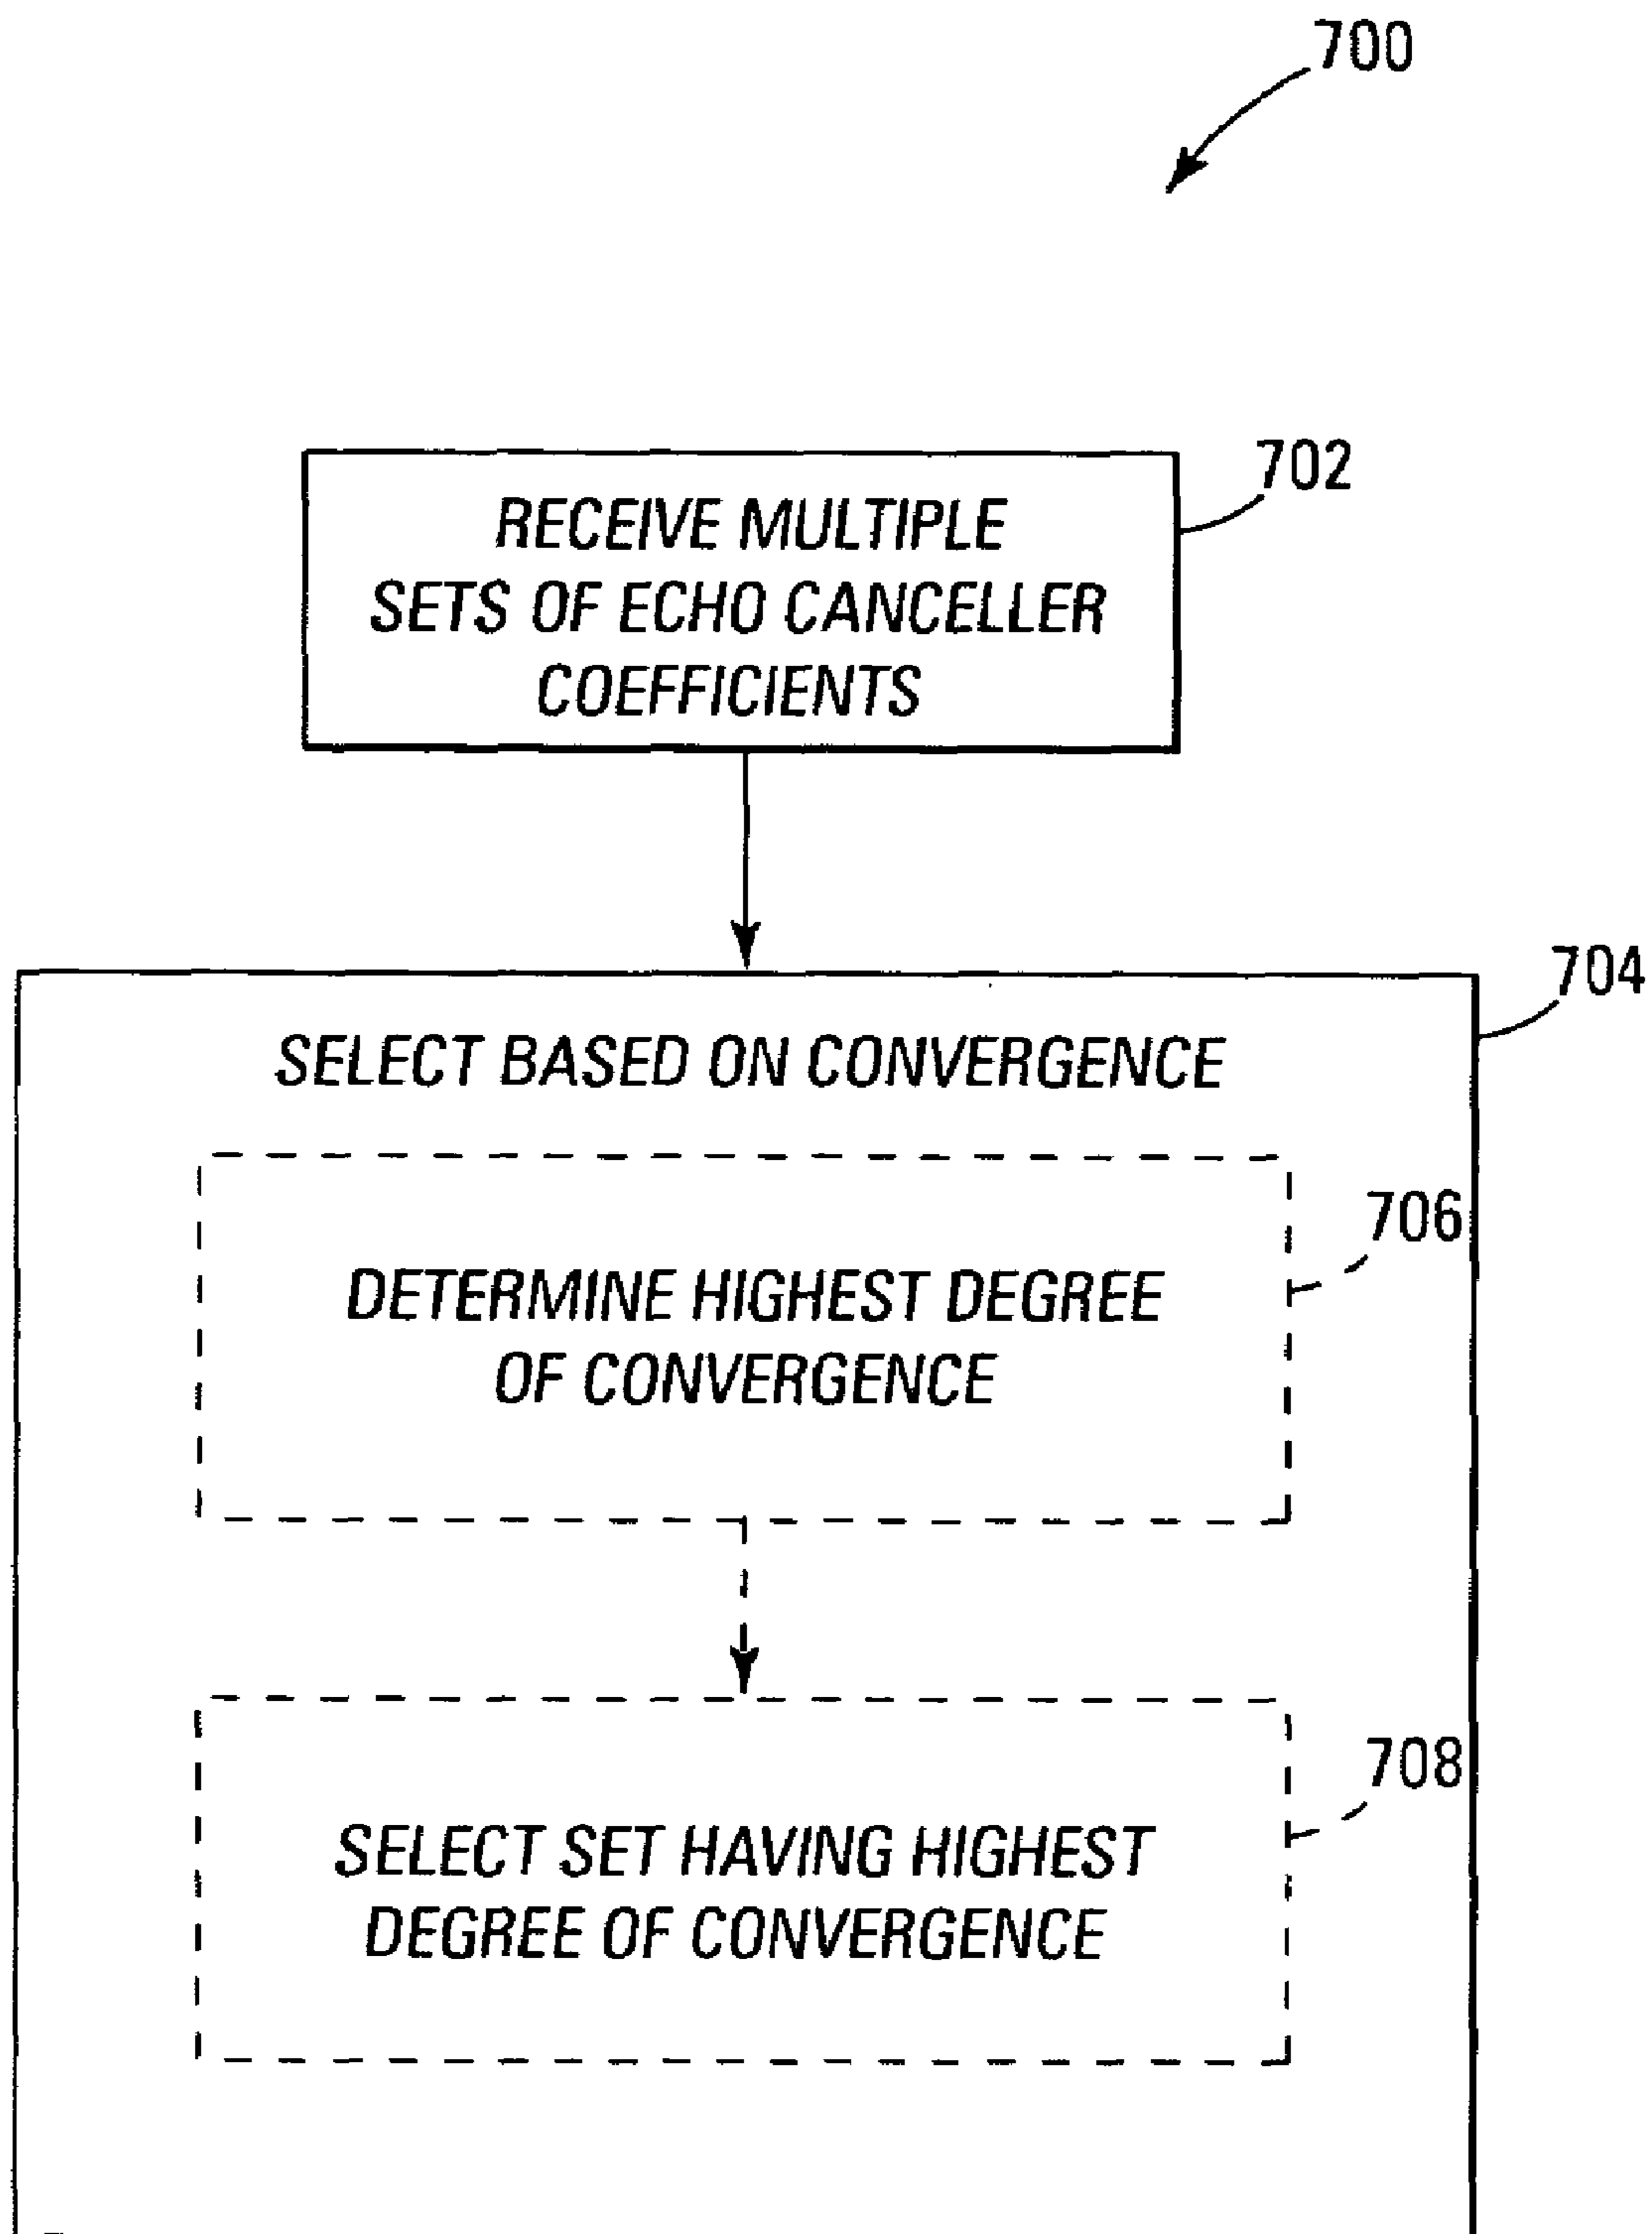 700
702
RECEIVE MULTIPLE
SETS OF ECHO CANCELLER
COEFFICIENTS
704
SELECT BASED ON CONVERGENCE
706
DETERMINE HIGHEST DEGREE
OF CONVERGENCE
708
SELECT SET HAVING HIGHEST
DEGREE OF CONVERGENCE